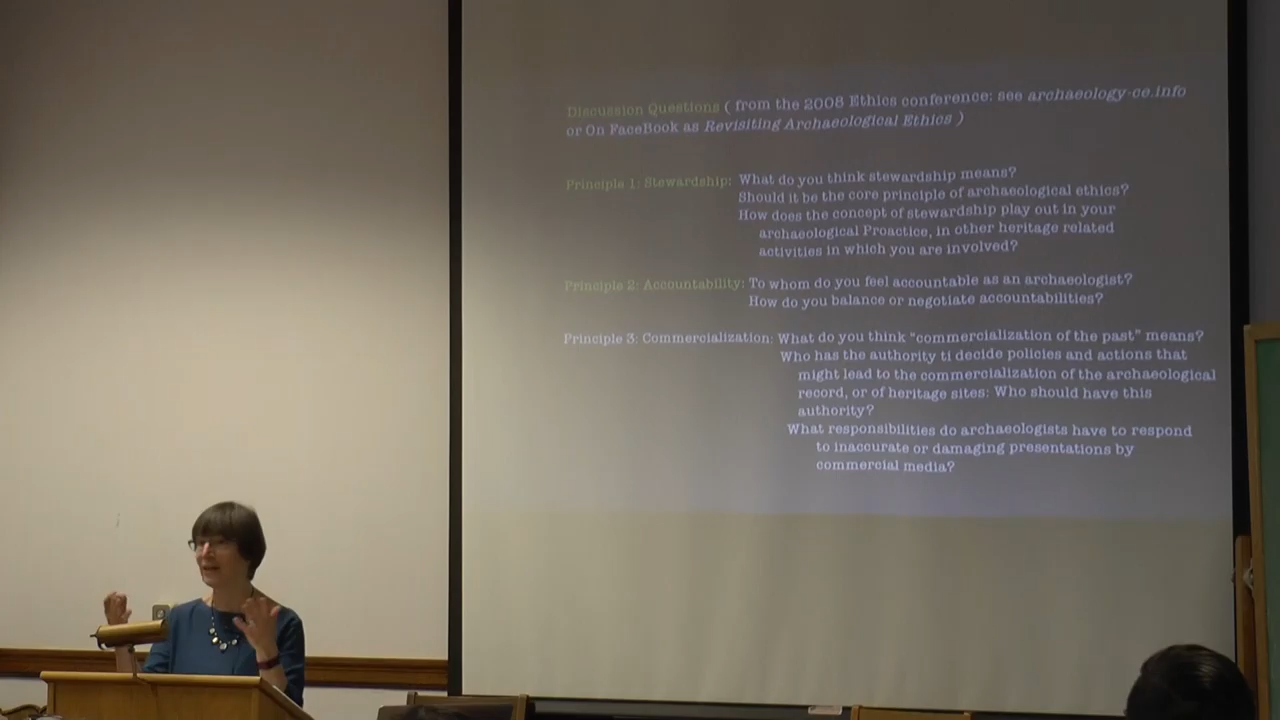 Discussion Questions ( from the 2008 Ethics conference: see archaeology-ce.info
or On FaceBook as Revisiting Archaeological Ethics )
Principle 1: Stewardship: What do you think stewardship means?
Should it be the core principle of archaeological ethics?
How does the concept of stewardship play out in your
archaeological Proactice, in other heritage related
activities in which you are involved?
Principle 2: Accountability: To whom do you feel accountable as an archaeologist?
How do you balance or negotiate accountabilities?
Principle 3: Commercialization: What do you think "commercialization of the past" means?
Who has the authority ti decide policies and actions that
might lead to the commercialization of the archaeological
record, or of heritage sites: Who should have this
authority?
What responsibilities do archaeologists have to respond
to inaccurate or damaging presentations by
commercial media?